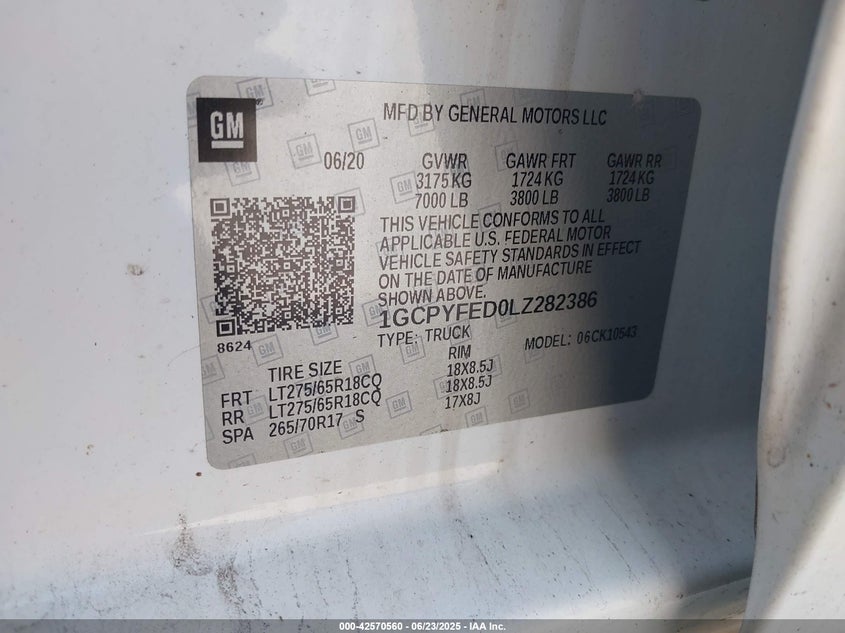 GM
MFD BY GENERAL MOTORS LLC
06/20 GVWR GAWR FRT GAWR RR
3175 KG 1724 KG 1724 KG
7000 LB 3800 LB 3800 LB
THIS VEHICLE CONFORMS TO ALL
APPLICABLE U.S. FEDERAL MOTOR
VEHICLE SAFETY STANDARDS IN EFFECT
ON THE DATE OF MANUFACTURE
SHOWN ABOVE.
1GCPYFED0LZ282386
8624
TYPE: TRUCK MODEL: 06CK10543
TIRE SIZE RIM
FRT LT275/65R18CQ 18X8.5J
RR LT275/65R18CQ 18X8.5J
SPA 265/70R17 S 17X8J
000-42570560 - 06/23/2025 - IAA Inc.